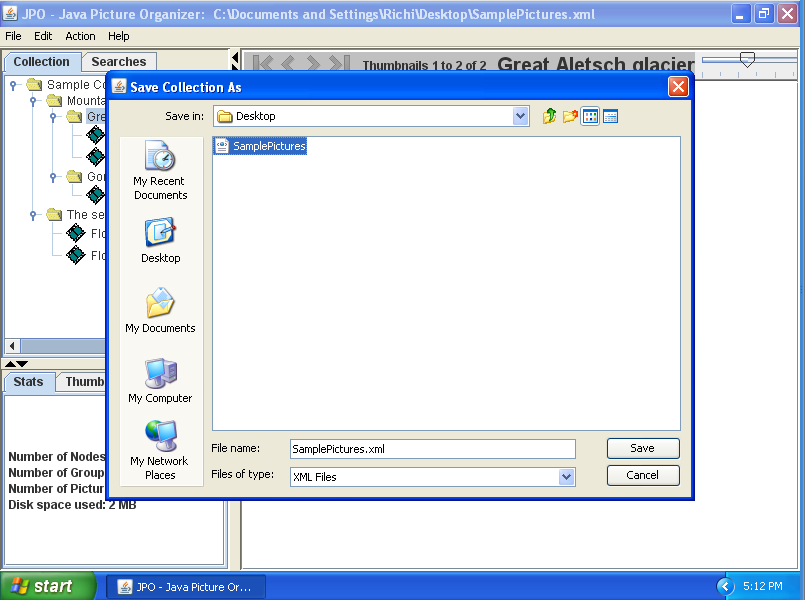 JPO - Java Picture Organizer: C:\Documents and Settings\Richi\Desktop\SamplePictures.xml
File Edit Action Help
Collection Searches
Thumbnails 1 to 2 of 2 Great Aletsch glacier
Sample Co
Mounta
Gre
Gor
The se
Flo
Flo
Save Collection As
Save in: Desktop
My Recent
Documents
Desktop
My Documents
My Computer
My Network
Places
SamplePictures
File name: SamplePictures.xml Save
Files of type: XML Files Cancel
Stats Thumb
Number of Nodes
Number of Group
Number of Pictur
Disk space used: 2 MB
start JPO - Java Picture Or... 5:12 PM